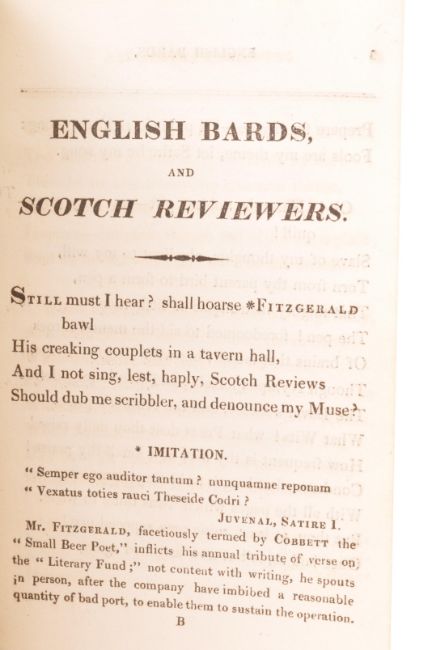 ENGLISH BARDS,
AND
SCOTCH REVIEWERS.
STILL must I hear? shall hoarse *FITZGERALD
bawl
His creaking couplets in a tavern hall,
And I not sing, lest, haply, Scotch Reviews
Should dub me scribbler, and denounce my Muse?
* IMITATION.
“ Semper ego auditor tantum? nunquamne reponam
“ Vexatus toties rauci Theseide Codri ?
JUVENAL, SATIRE I.
Mr. FITZGERALD, facetiously termed by COBBETT the
“ Small Beer Poet,” inflicts his annual tribute of verse on
the “ Literary Fund;” not content with writing, he spouts
in person, after the company have imbibed a reasonable
quantity of bad port, to enable them to sustain the operation.
B